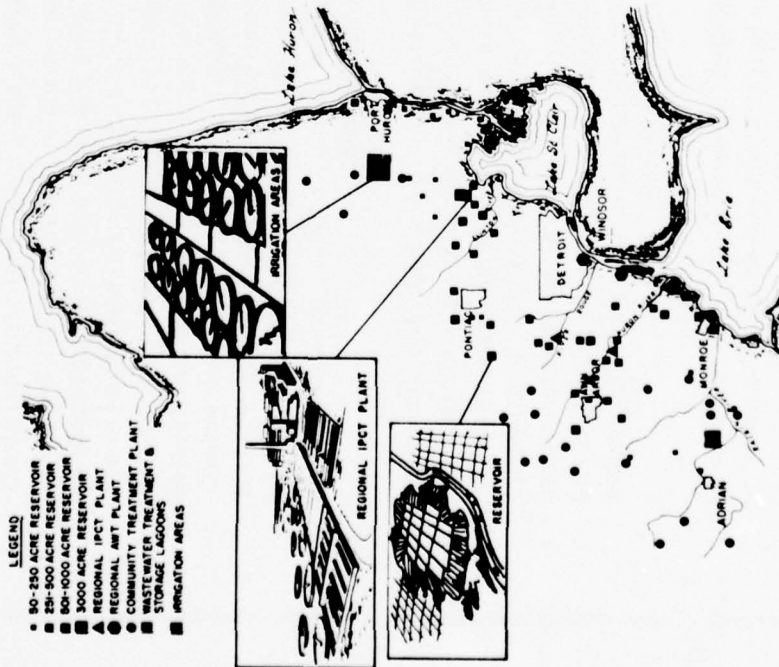 LEGEND
50-250 ACRE RESERVOIR
251-500 ACRE RESERVOIR
501-1000 ACRE RESERVOIR
3000 ACRE RESERVOIR
REGIONAL IPCT PLANT
REGIONAL AWT PLANT
COMMUNITY TREATMENT PLANT
WASTEWATER TREATMENT &
STORAGE LAGOONS
IRRIGATION AREAS
IRRIGATION AREAS
REGIONAL IPCT PLANT
RESERVOIR
Lake Huron
PORT
HURON
Lake St Clair
WINDSOR
DETROIT
PONTIAC
ANN
ARBOR
Lake Erie
MONROE
ADRIAN